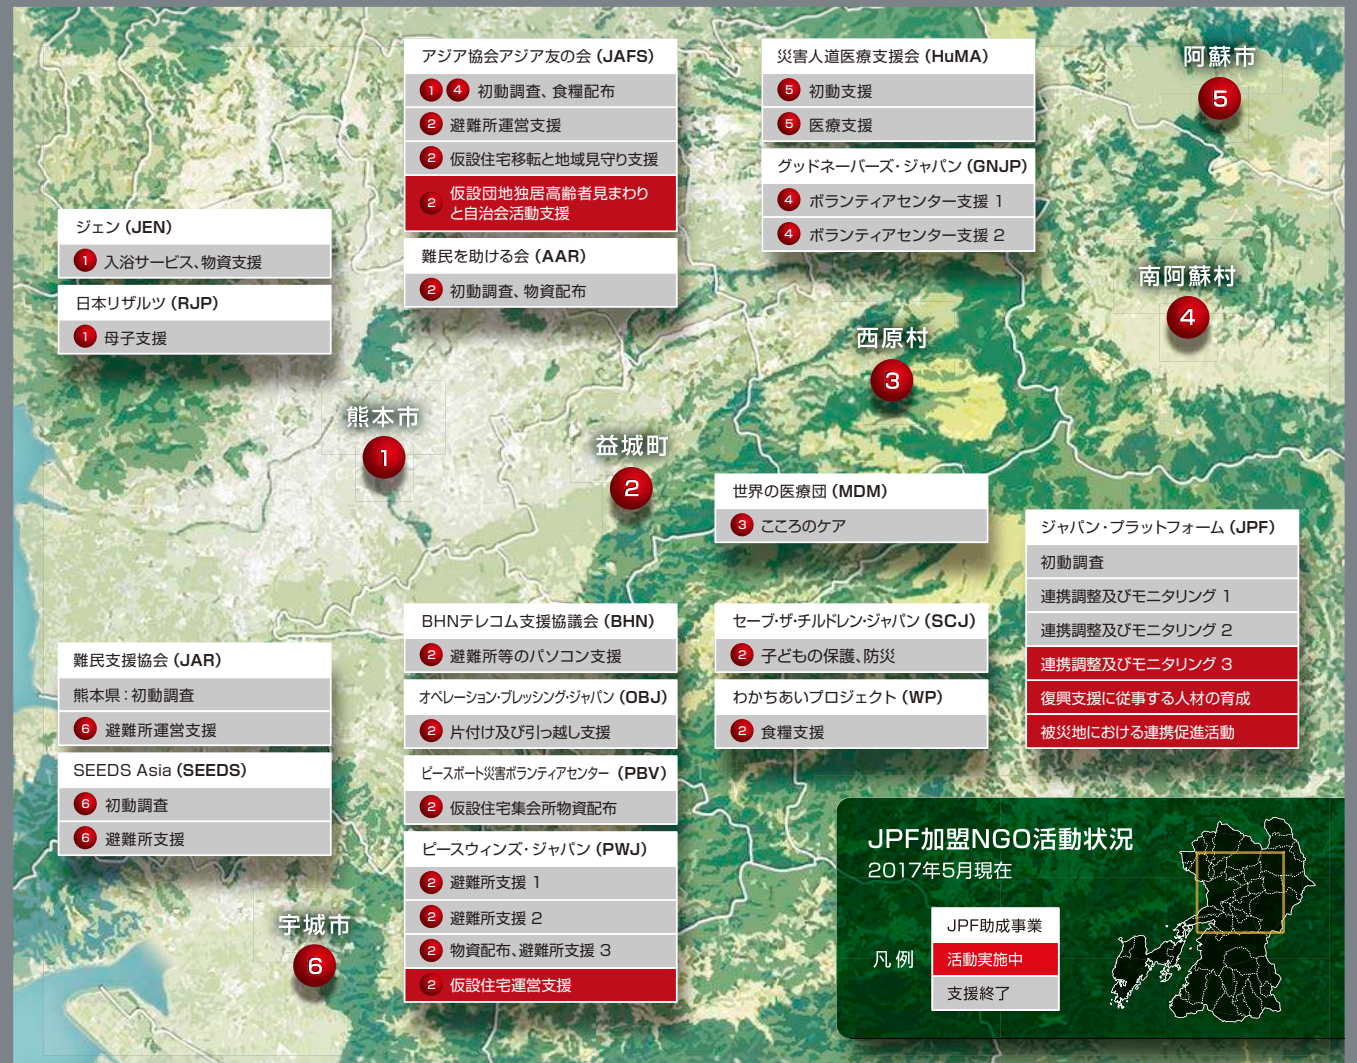 アジア協会アジア友の会（JAFS）
1 4 初動調査、食糧配布
2 避難所運営支援
2 仮設住宅移転と地域見守り支援
2 仮設団地独居高齢者見まわり
と自治会活動支援
難民を助ける会（AAR）
2 初動調査、物資配布
災害人道医療支援会（HuMA）
5 初動支援
5 医療支援
グッドネーバーズ・ジャパン（GNJP）
4 ボランティアセンター支援 1
4 ボランティアセンター支援 2
阿蘇市
5
ジェン（JEN）
1 入浴サービス、物資支援
日本リザルツ（RJP）
1 母子支援
南阿蘇村
4
西原村
3
熊本市
1
益城町
2
世界の医療団（MDM）
3 こころのケア
ジャパン・プラットフォーム（JPF）
初動調査
連携調整及びモニタリング 1
連携調整及びモニタリング 2
連携調整及びモニタリング 3
復興支援に従事する人材の育成
被災地における連携促進活動
BHNテレコム支援協議会（BHN）
2 避難所等のパソコン支援
オペレーション・ブレッシング・ジャパン（OBJ）
2 片付け及び引っ越し支援
ピースボート災害ボランティアセンター（PBV）
2 仮設住宅集会所物資配布
ピースウィンズ・ジャパン（PWJ）
2 避難所支援 1
2 避難所支援 2
2 物資配布、避難所支援 3
2 仮設住宅運営支援
セーブ・ザ・チルドレン・ジャパン（SCJ）
2 子どもの保護、防災
わかちあいプロジェクト（WP）
2 食糧支援
難民支援協会（JAR）
熊本県：初動調査
6 避難所運営支援
SEEDS Asia（SEEDS）
6 初動調査
6 避難所支援
宇城市
6
JPF加盟NGO活動状況
2017年5月現在
凡例
JPF助成事業
活動実施中
支援終了